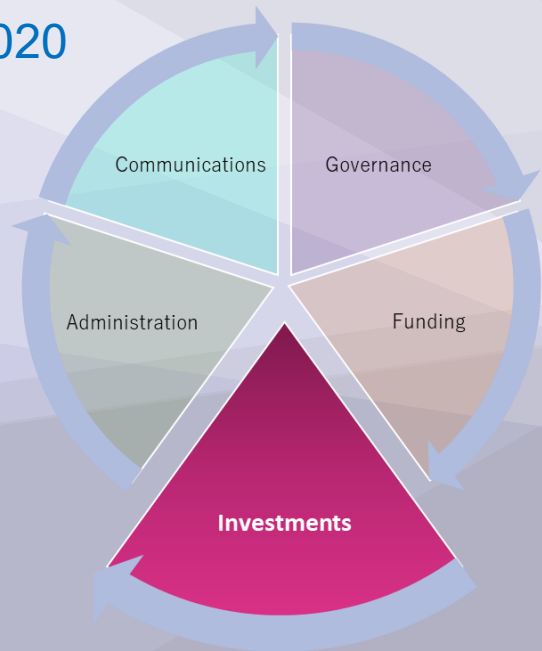 020
Communications
Governance
Administration
Funding
Investments